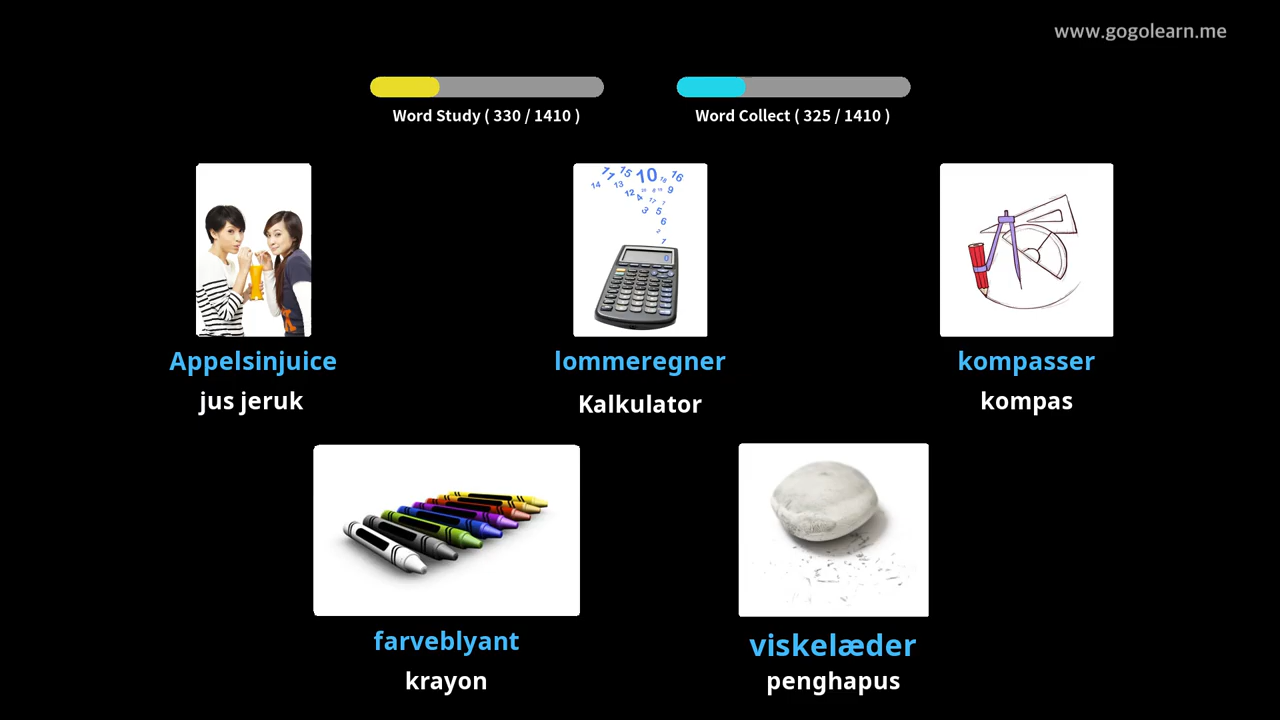 www.gogolearn.me
Word Study ( 330 / 1410 )
Word Collect ( 325 / 1410 )
Appelsinjuice
lommeregner
kompasser
jus jeruk
Kalkulator
kompas
farveblyant
viskelæder
krayon
penghapus